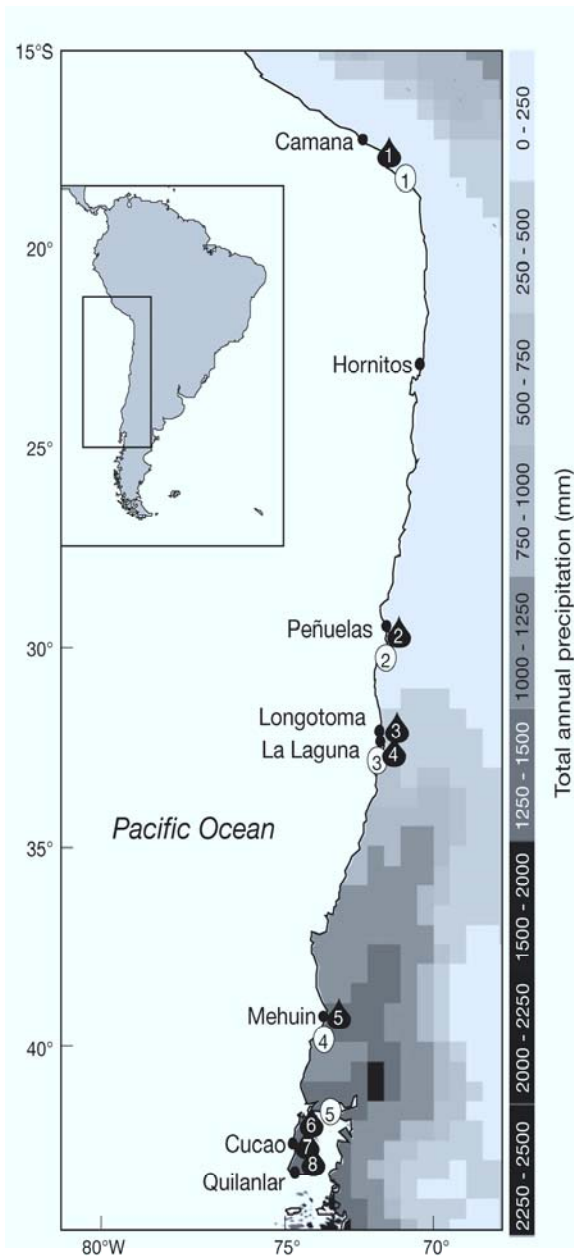 15°S
Camana
1
1
20°
Hornitos
25°
Peñuelas
2
30°
2
Longotoma
3
La Laguna
4
3
Pacific Ocean
35°
Mehuin
5
4
40°
5
6
Cucao
7
8
Quilanlar
80°W
75°
70°
0 - 250
250 - 500
500 - 750
750 - 1000
1000 - 1250
1250 - 1500
1500 - 2000
2000 - 2250
2250 - 2500
Total annual precipitation (mm)